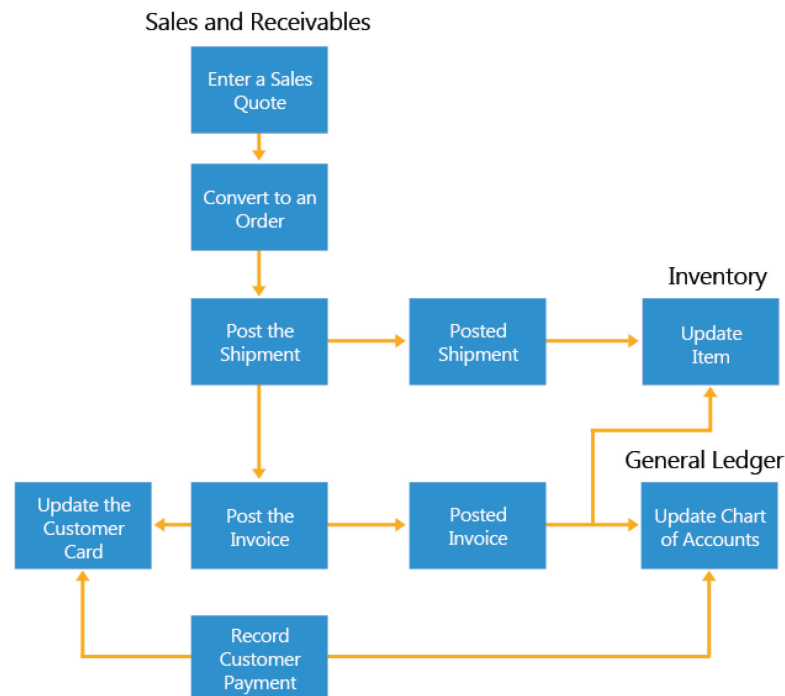 Sales and Receivables
Enter a Sales
Quote
Convert to an
Order
Inventory
Post the
Shipment
Posted
Shipment
Update
Item
General Ledger
Update the
Customer
Card
Post the
Invoice
Posted
Invoice
Update Chart
of Accounts
Record
Customer
Payment